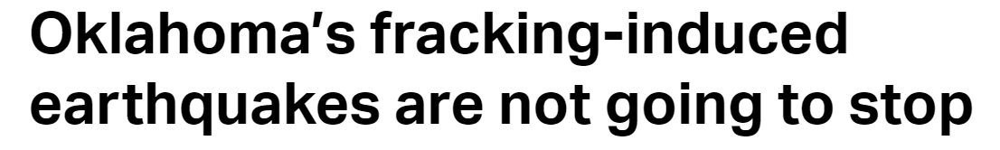 Oklahoma’s fracking-induced
earthquakes are not going to stop